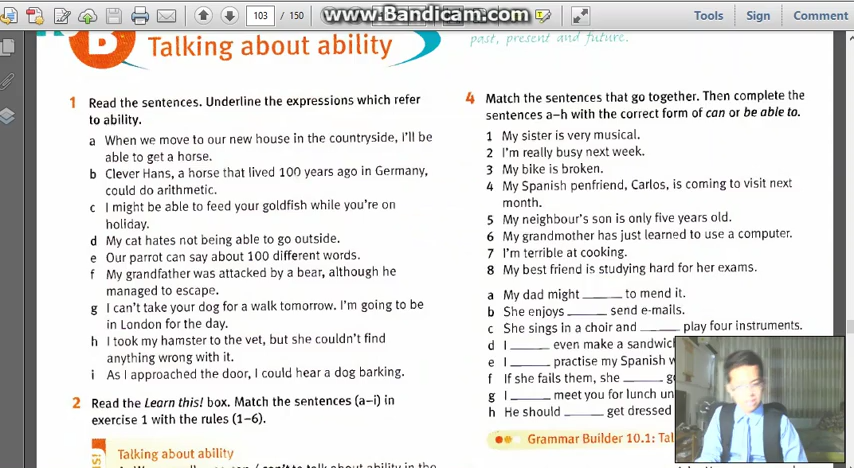 103 / 150
www.Bandicam.com
Tools Sign Comment
B Talking about ability
past, present and future.
1 Read the sentences. Underline the expressions which refer
to ability.
a When we move to our new house in the countryside, I'll be
able to get a horse.
b Clever Hans, a horse that lived 100 years ago in Germany,
could do arithmetic.
c I might be able to feed your goldfish while you're on
holiday.
d My cat hates not being able to go outside.
e Our parrot can say about 100 different words.
f My grandfather was attacked by a bear, although he
managed to escape.
g I can't take your dog for a walk tomorrow. I'm going to be
in London for the day.
h I took my hamster to the vet, but she couldn't find
anything wrong with it.
i As I approached the door, I could hear a dog barking.
2 Read the Learn this! box. Match the sentences (a–i) in
exercise 1 with the rules (1–6).
Talking about ability
4 Match the sentences that go together. Then complete the
sentences a–h with the correct form of can or be able to.
1 My sister is very musical.
2 I'm really busy next week.
3 My bike is broken.
4 My Spanish penfriend, Carlos, is coming to visit next
month.
5 My neighbour's son is only five years old.
6 My grandmother has just learned to use a computer.
7 I'm terrible at cooking.
8 My best friend is studying hard for her exams.
a My dad might ______ to mend it.
b She enjoys ______ send e-mails.
c She sings in a choir and ______ play four instruments.
d I ______ even make a sandwic
e I ______ practise my Spanish
f If she fails them, she ______
g I ______ meet you for lunch
h He should ______ get dressed
Grammar Builder 10.1: